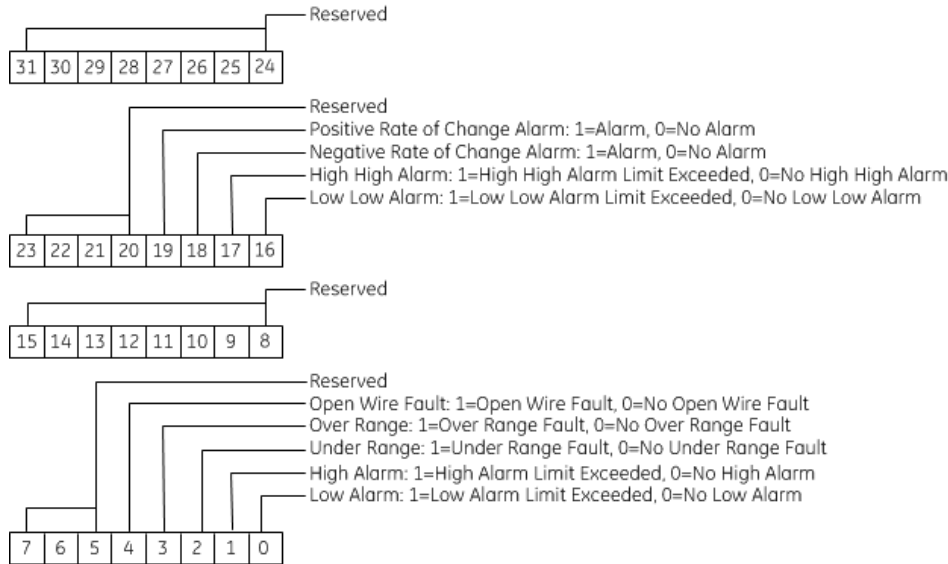 Reserved
31 30 29 28 27 26 25 24
Reserved
Positive Rate of Change Alarm: 1=Alarm, 0=No Alarm
Negative Rate of Change Alarm: 1=Alarm, 0=No Alarm
High High Alarm: 1=High High Alarm Limit Exceeded, 0=No High High Alarm
Low Low Alarm: 1=Low Low Alarm Limit Exceeded, 0=No Low Low Alarm
23 22 21 20 19 18 17 16
Reserved
15 14 13 12 11 10 9 8
Reserved
Open Wire Fault: 1=Open Wire Fault, 0=No Open Wire Fault
Over Range: 1=Over Range Fault, 0=No Over Range Fault
Under Range: 1=Under Range Fault, 0=No Under Range Fault
High Alarm: 1=High Alarm Limit Exceeded, 0=No High Alarm
Low Alarm: 1=Low Alarm Limit Exceeded, 0=No Low Alarm
7 6 5 4 3 2 1 0